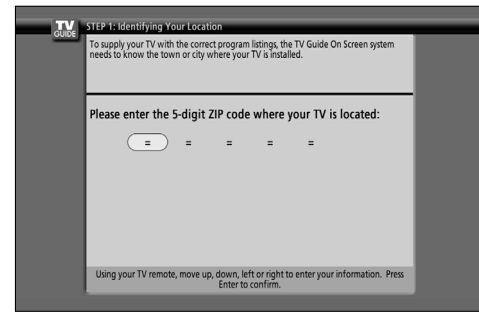 TV
GUIDE
STEP 1: Identifying Your Location
To supply your TV with the correct program listings, the TV Guide On Screen system
needs to know the town or city where your TV is installed.
Please enter the 5-digit ZIP code where your TV is located:
= = = = =
Using your TV remote, move up, down, left or right to enter your information. Press
Enter to confirm.